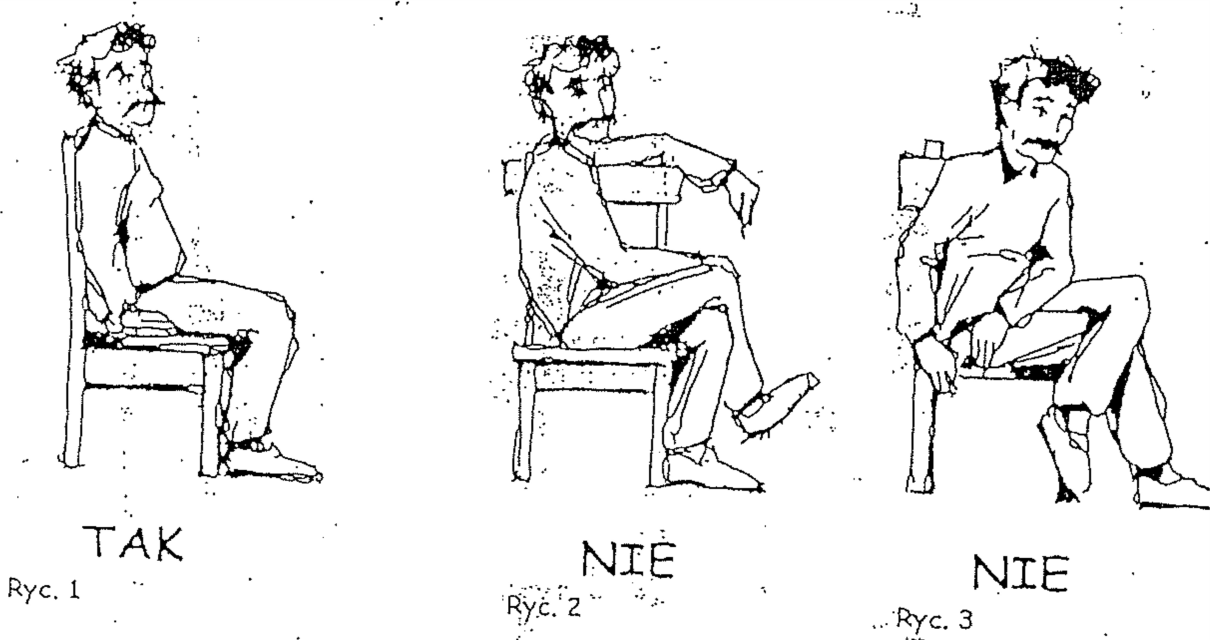 TAK
Ryc. 1
NIE
Ryc. 2
NIE
Ryc. 3